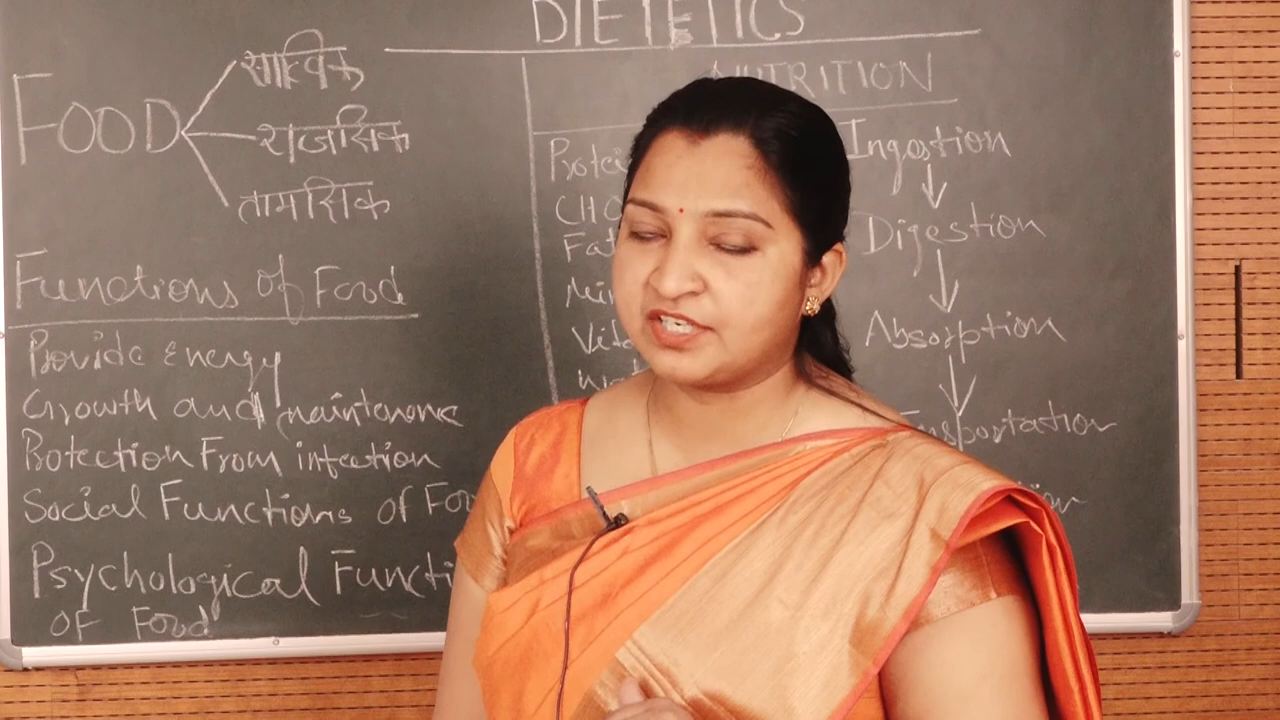 DIETETICS
FOOD
सात्विक
राजसिक
तामसिक
Functions of Food
Provide Energy
Growth and maintenance
Protection From infection
Social Functions of
Psychological
OF Food
NUTRITION
CHO
Ingestion
Digestion
Absorption